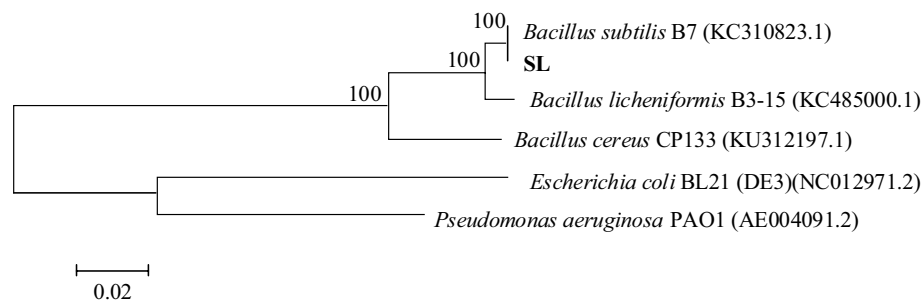 100
Bacillus subtilis B7 (KC310823.1)
SL
100
Bacillus licheniformis B3-15 (KC485000.1)
100
Bacillus cereus CP133 (KU312197.1)
Escherichia coli BL21 (DE3)(NC012971.2)
Pseudomonas aeruginosa PAO1 (AE004091.2)
0.02